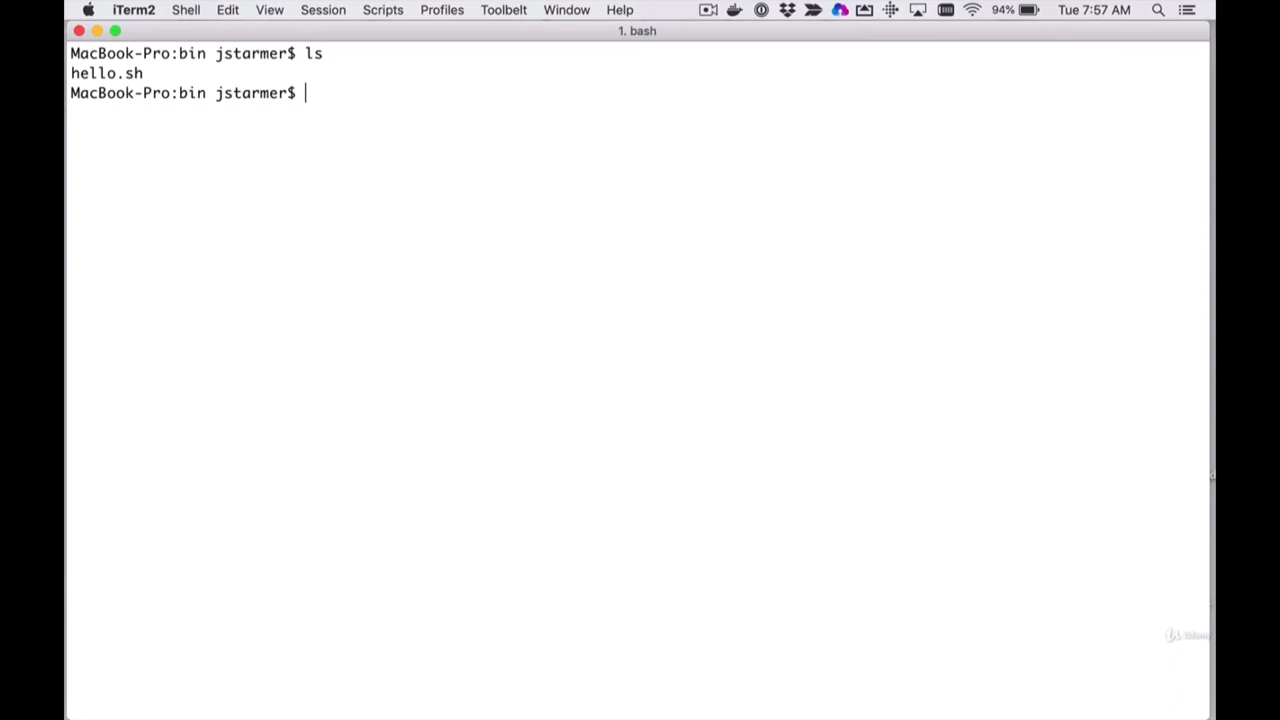 iTerm2 Shell Edit View Session Scripts Profiles Toolbelt Window Help 94% Tue 7:57 AM
1. bash
MacBook-Pro:bin jstarmer$ ls
hello.sh
MacBook-Pro:bin jstarmer$
Udemy